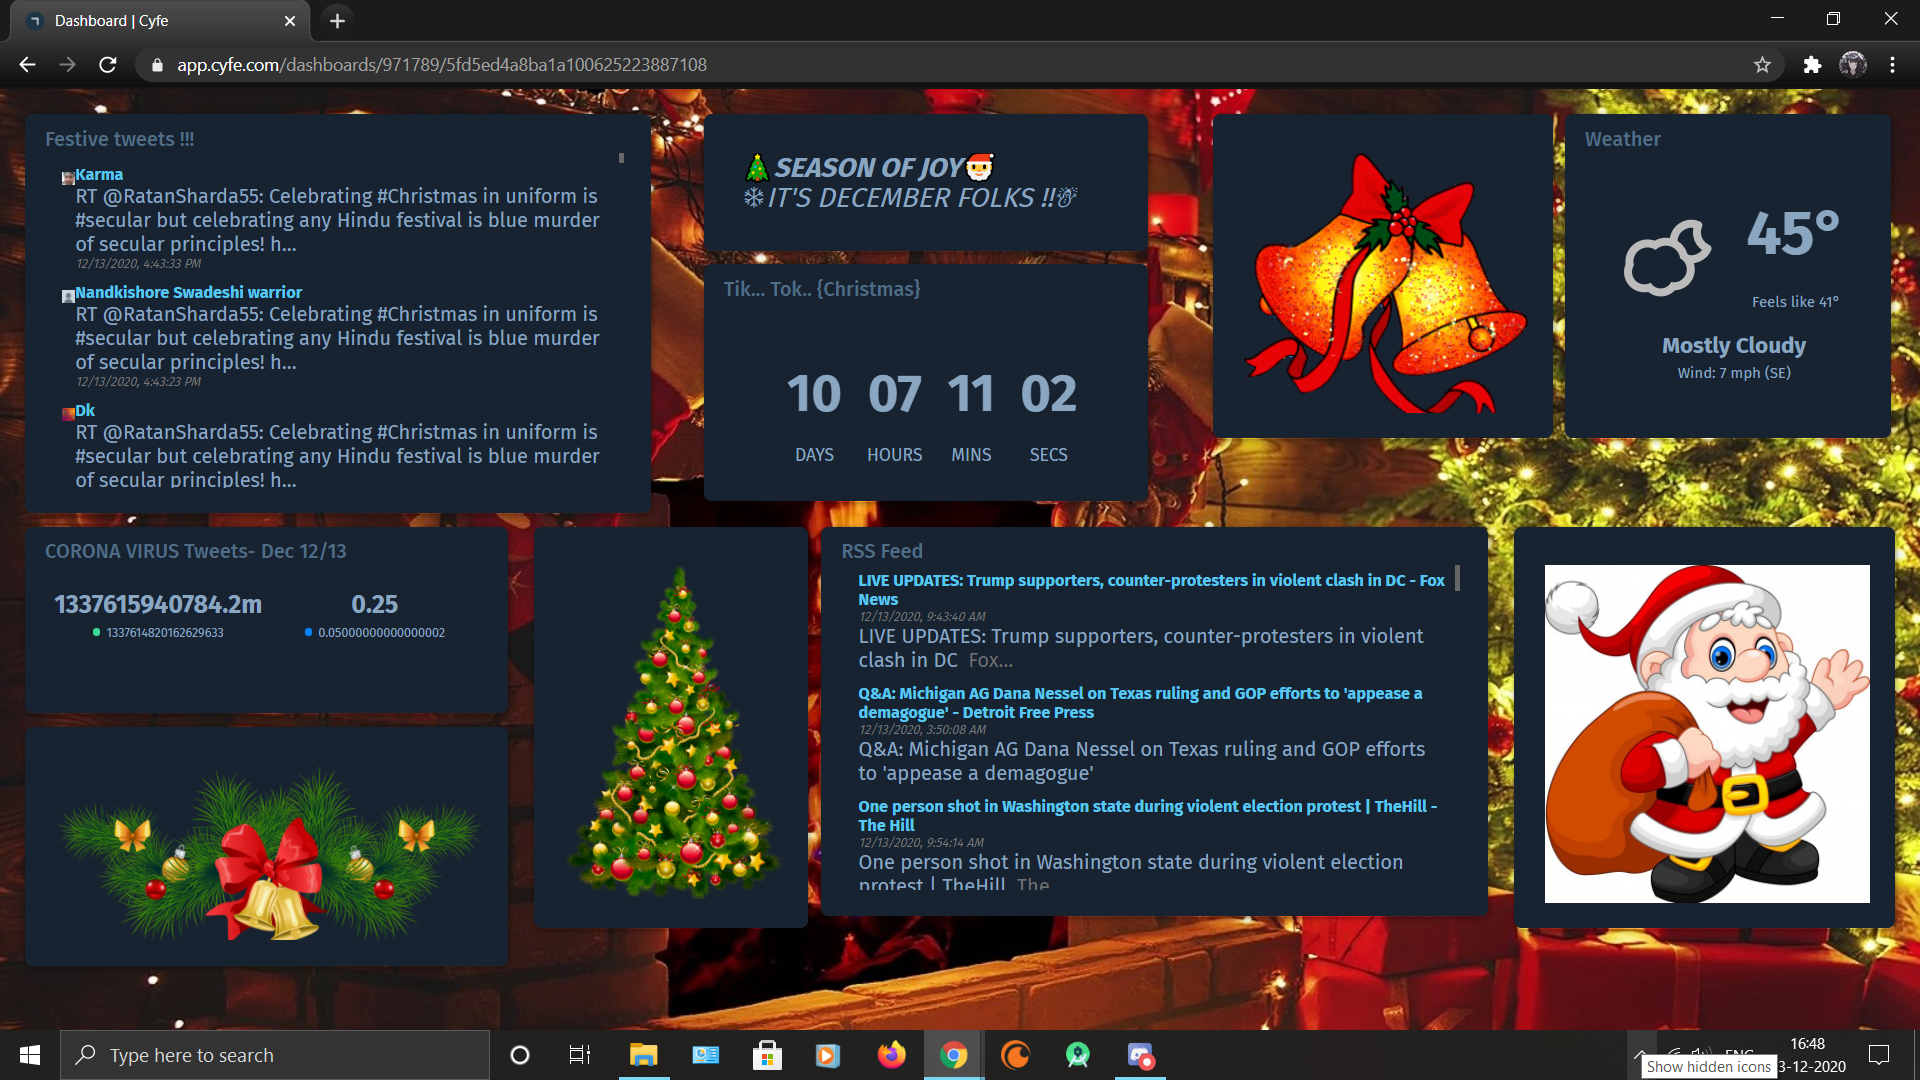 Dashboard | Cyfe
app.cyfe.com/dashboards/971789/5fd5ed4a8ba1a100625223887108
Festive tweets !!!
Karma
RT @RatanSharda55: Celebrating #Christmas in uniform is
#secular but celebrating any Hindu festival is blue murder
of secular principles! h...
12/13/2020, 4:43:33 PM
Nandkishore Swadeshi warrior
RT @RatanSharda55: Celebrating #Christmas in uniform is
#secular but celebrating any Hindu festival is blue murder
of secular principles! h...
12/13/2020, 4:43:23 PM
Dk
RT @RatanSharda55: Celebrating #Christmas in uniform is
#secular but celebrating any Hindu festival is blue murder
of secular principles! h...
🎄SEASON OF JOY🎅
❄IT'S DECEMBER FOLKS !!☃
Tik... Tok.. {Christmas}
10 07 11 02
DAYS HOURS MINS SECS
Weather
45°
Feels like 41°
Mostly Cloudy
Wind: 7 mph (SE)
CORONA VIRUS Tweets- Dec 12/13
1337615940784.2m 0.25
1337614820162629633 0.05000000000000002
RSS Feed
LIVE UPDATES: Trump supporters, counter-protesters in violent clash in DC - Fox
News
12/13/2020, 9:43:40 AM
LIVE UPDATES: Trump supporters, counter-protesters in violent
clash in DC Fox...
Q&A: Michigan AG Dana Nessel on Texas ruling and GOP efforts to 'appease a
demagogue' - Detroit Free Press
12/13/2020, 3:50:08 AM
Q&A: Michigan AG Dana Nessel on Texas ruling and GOP efforts
to 'appease a demagogue'
One person shot in Washington state during violent election protest | TheHill -
The Hill
12/13/2020, 9:54:14 AM
One person shot in Washington state during violent election
protest | TheHill The
Type here to search
ENG
16:48
3-12-2020
Show hidden icons